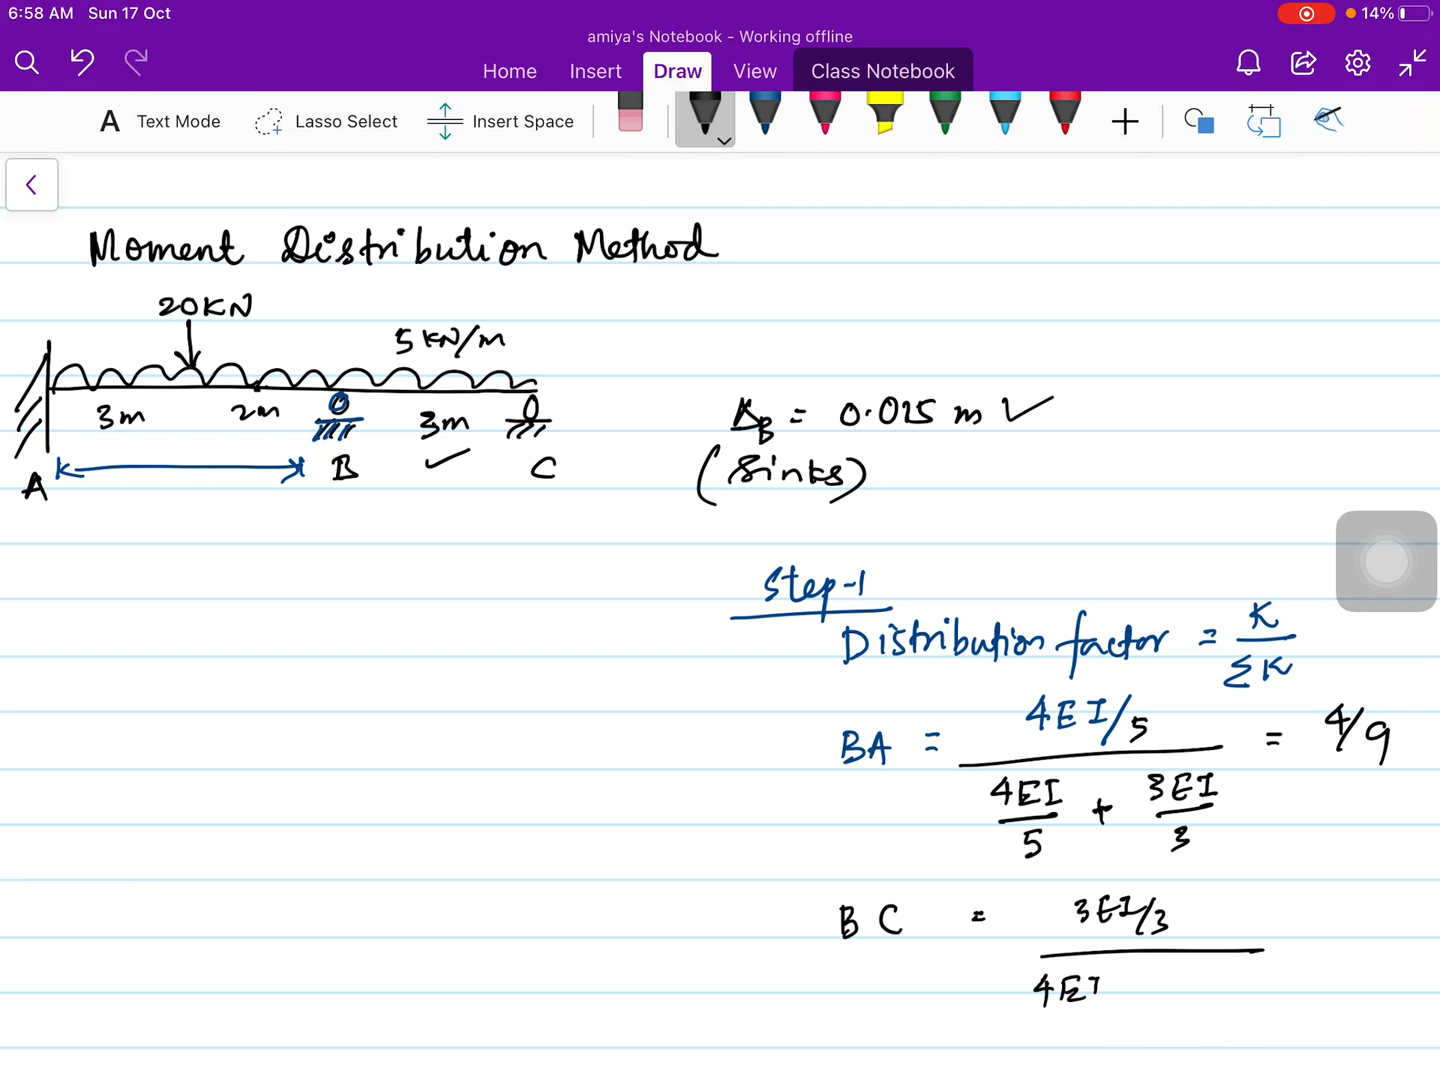 6:58 AM Sun 17 Oct
14%
amiya's Notebook - Working offline
Home Insert Draw View Class Notebook
A Text Mode Lasso Select Insert Space
Moment Distribution Method
20KN
5 KN/m
3m 2m 3m
A B C
ΔB = 0.025 m ✓
(Sinks)
Step-1
Distribution factor = K / ΣK
BA = 4EI/5 / (4EI/5 + 3EI/3) = 4/9
BC = 3EI/3
4EI